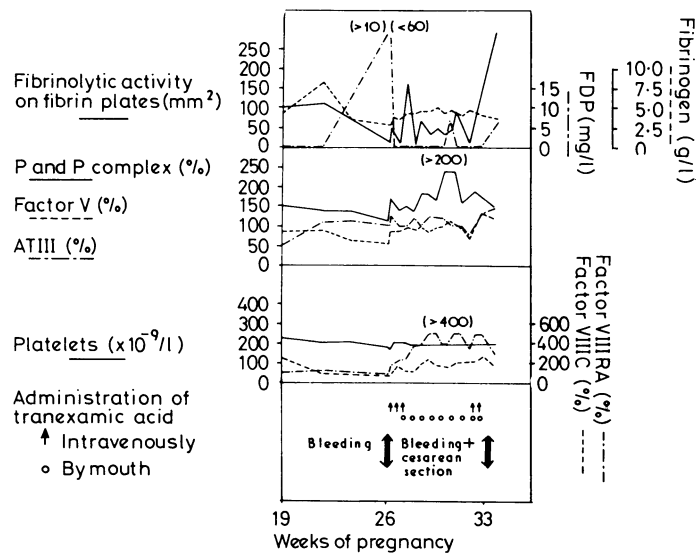 (>10) (<60)
Fibrinolytic activity
on fibrin plates (mm²)
250
200
150
100
50
0
15
10
5
0
FDP (mg/l)
10·0
7.5
5.0
2.5
0
Fibrinogen (g/l)
P and P complex (%)
Factor V (%)
ATIII (%)
250
200
150
100
50
0
(>200)
Platelets (x10⁻⁹/l)
400
300
200
100
0
(>400)
600
400
200
0
Factor VIIIC (%)
Factor VIIIRA (%)
Administration of
tranexamic acid
Intravenously
By mouth
Bleeding
Bleeding+
cesarean
section
19
26
33
Weeks of pregnancy